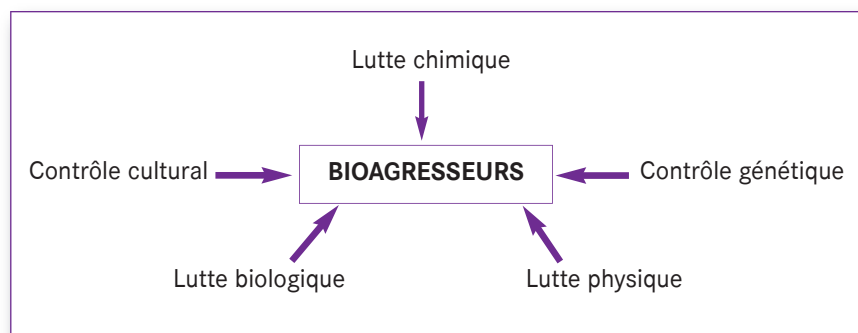 Lutte chimique
Contrôle cultural
BIOAGRESSEURS
Contrôle génétique
Lutte biologique
Lutte physique